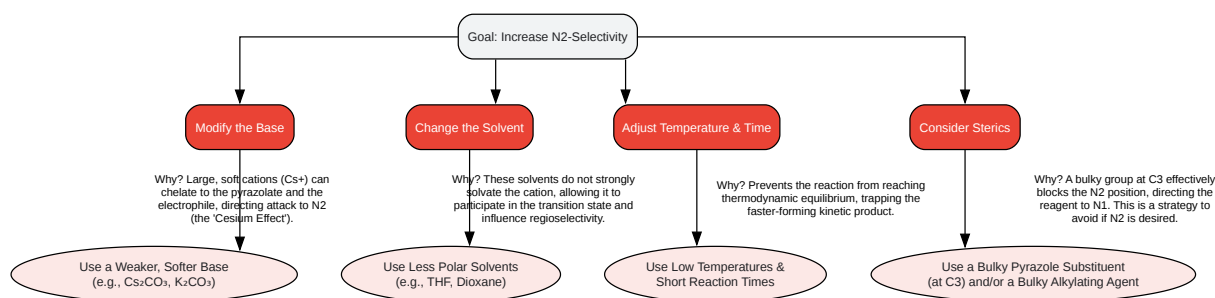 Goal: Increase N2-Selectivity
Modify the Base
Change the Solvent
Adjust Temperature & Time
Consider Sterics
Why? Large, soft cations (Cs+) can
chelate to the pyrazolate and the
electrophile, directing attack to N2
(the 'Cesium Effect').
Why? These solvents do not strongly
solvate the cation, allowing it to
participate in the transition state and
influence regioselectivity.
Why? Prevents the reaction from reaching
thermodynamic equilibrium, trapping the
faster-forming kinetic product.
Why? A bulky group at C3 effectively
blocks the N2 position, directing the
reagent to N1. This is a strategy to
avoid if N2 is desired.
Use a Weaker, Softer Base
(e.g., Cs₂CO₃, K₂CO₃)
Use Less Polar Solvents
(e.g., THF, Dioxane)
Use Low Temperatures &
Short Reaction Times
Use a Bulky Pyrazole Substituent
(at C3) and/or a Bulky Alkylating Agent